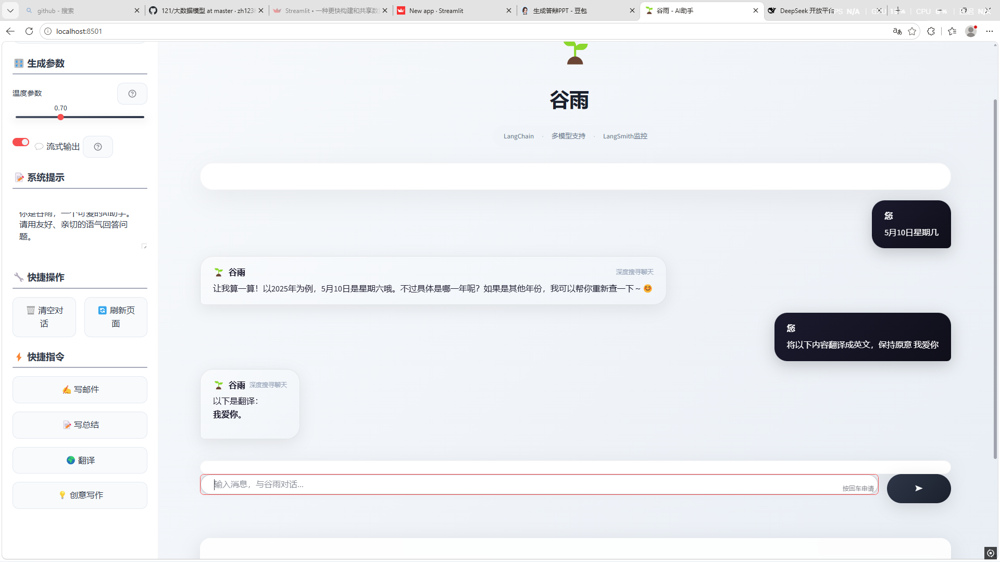 github - 搜索
121/大数据模型 at master · zh123
Streamlit • 一种更快构建和共享数
New app · Streamlit
生成答辩PPT - 豆包
谷雨 - AI助手
DeepSeek 开放平台
N/A
CPU
localhost:8501
生成参数
温度参数
0.70
流式输出
系统提示
你是谷雨，一个可爱的AI助手。
请用友好、亲切的语气回答问
题。
快捷操作
清空对
话
刷新页
面
快捷指令
写邮件
写总结
翻译
创意写作
谷雨
LangChain · 多模型支持 · LangSmith监控
您
5月10日星期几
谷雨
深度搜寻聊天
让我算一算！以2025年为例，5月10日是星期六哦。不过具体是哪一年呢？如果是其他年份，我可以帮你重新查一下～😊
您
将以下内容翻译成英文，保持原意 我爱你
谷雨 深度搜寻聊天
以下是翻译：
我爱你。
输入消息，与谷雨对话...
按回车申请